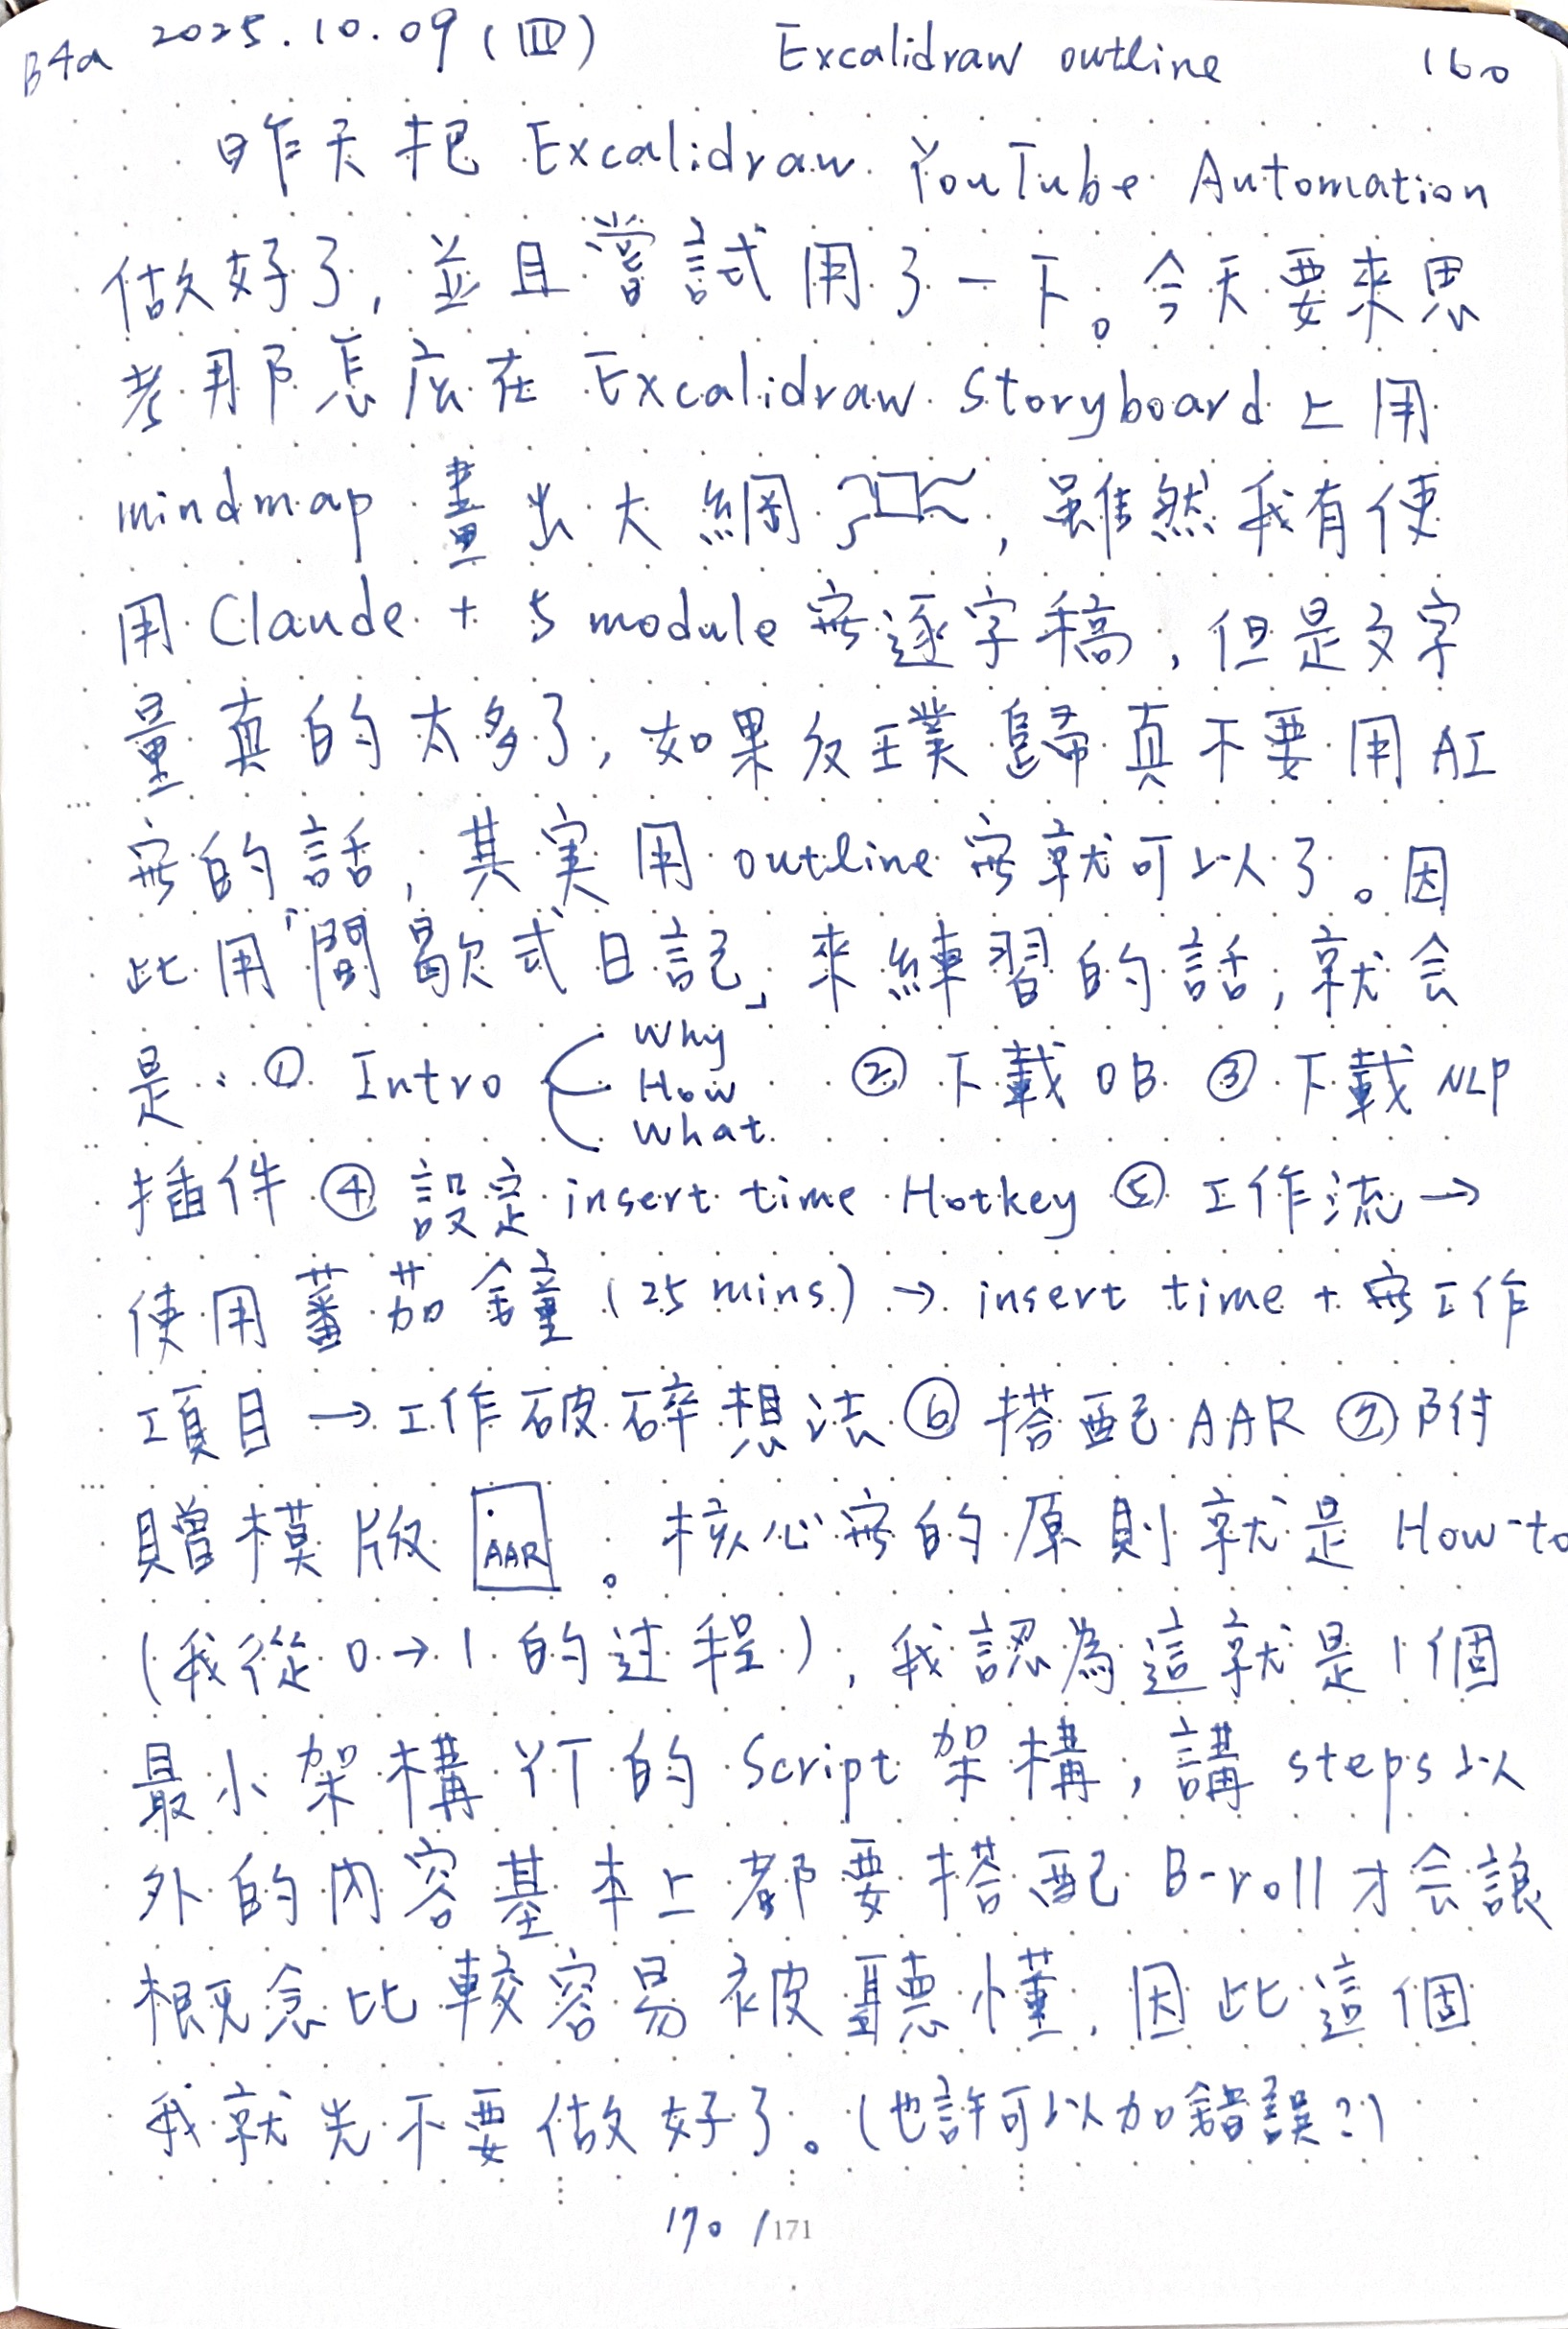 B4a 2025.10.09 (四) Excalidraw outline 160
昨天把 Excalidraw YouTube Automation
做好了, 並且嘗試用了一下。今天要來思
考用那怎麼在 Excalidraw Storyboard 上用
mindmap 畫出大綱, 雖然我有使
用 Claude + 5 module 寫逐字稿, 但是文字
量真的太多了, 如果反璞歸真不要用 AI
寫的話, 其实用 outline 寫就可以了。因
此用「間歇式日記」來練習的話, 就会
是: ① Intro Why How What ② 下載 OB ③ 下載 NLP
插件 ④ 設定 insert time Hotkey ⑤ 工作流 →
使用蕃茄鐘 (25 mins) → insert time + 寫工作
項目 → 工作破碎想法 ⑥ 搭配 AAR ⑦ 附
贈模版 AAR 。核心寫的原則就是 How-to
(我從 0 → 1 的过程), 我認為這就是 1 個
最小架構 YT 的 Script 架構, 講 steps 以
外的內容基本上都要搭配 B-roll 才会讓
概念比較容易被聽懂, 因此這個
我就先不要做好了。(也許可以加錯誤?)
170 / 171